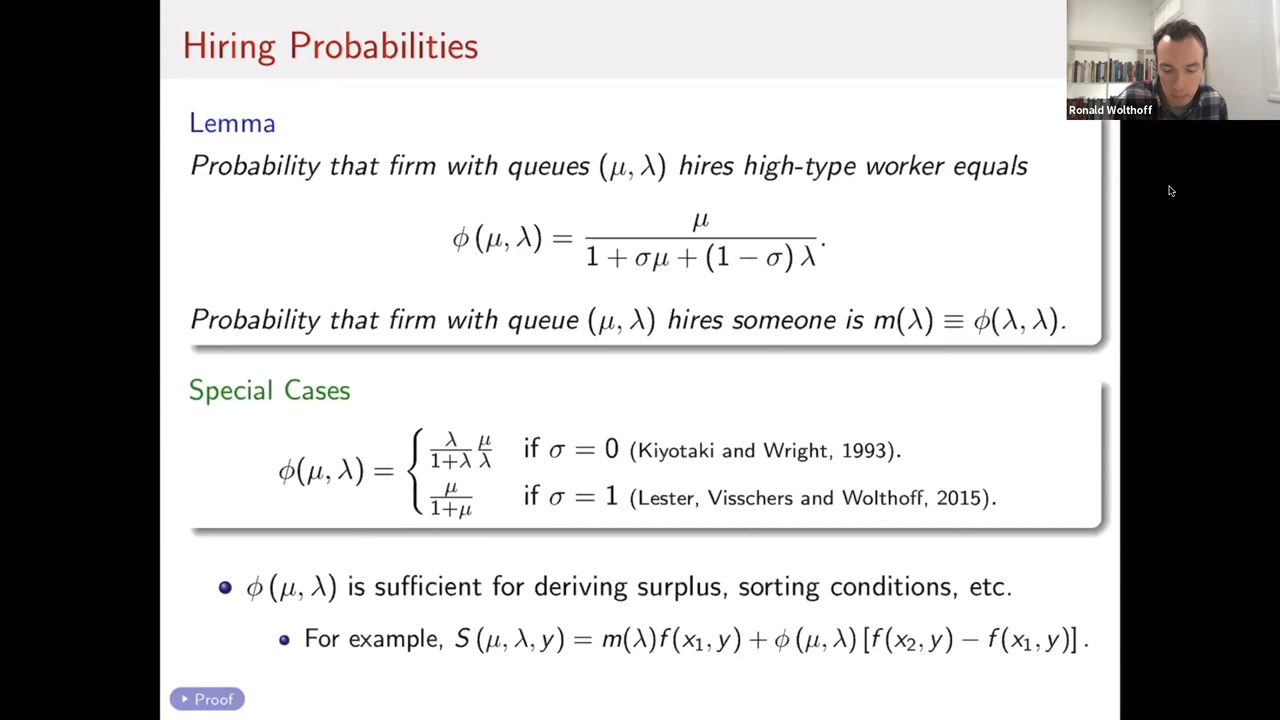 Hiring Probabilities
Ronald Wolthoff
Lemma
Probability that firm with queues (μ, λ) hires high-type worker equals
ϕ (μ, λ) = μ / (1 + σμ + (1 − σ) λ).
Probability that firm with queue (μ, λ) hires someone is m(λ) ≡ ϕ(λ, λ).
Special Cases
ϕ(μ, λ) = { λ/(1+λ) μ/λ if σ = 0 (Kiyotaki and Wright, 1993).
μ/(1+μ) if σ = 1 (Lester, Visschers and Wolthoff, 2015).
ϕ (μ, λ) is sufficient for deriving surplus, sorting conditions, etc.
For example, S (μ, λ, y) = m(λ)f(x₁, y) + ϕ (μ, λ) [f(x₂, y) − f(x₁, y)] .
Proof